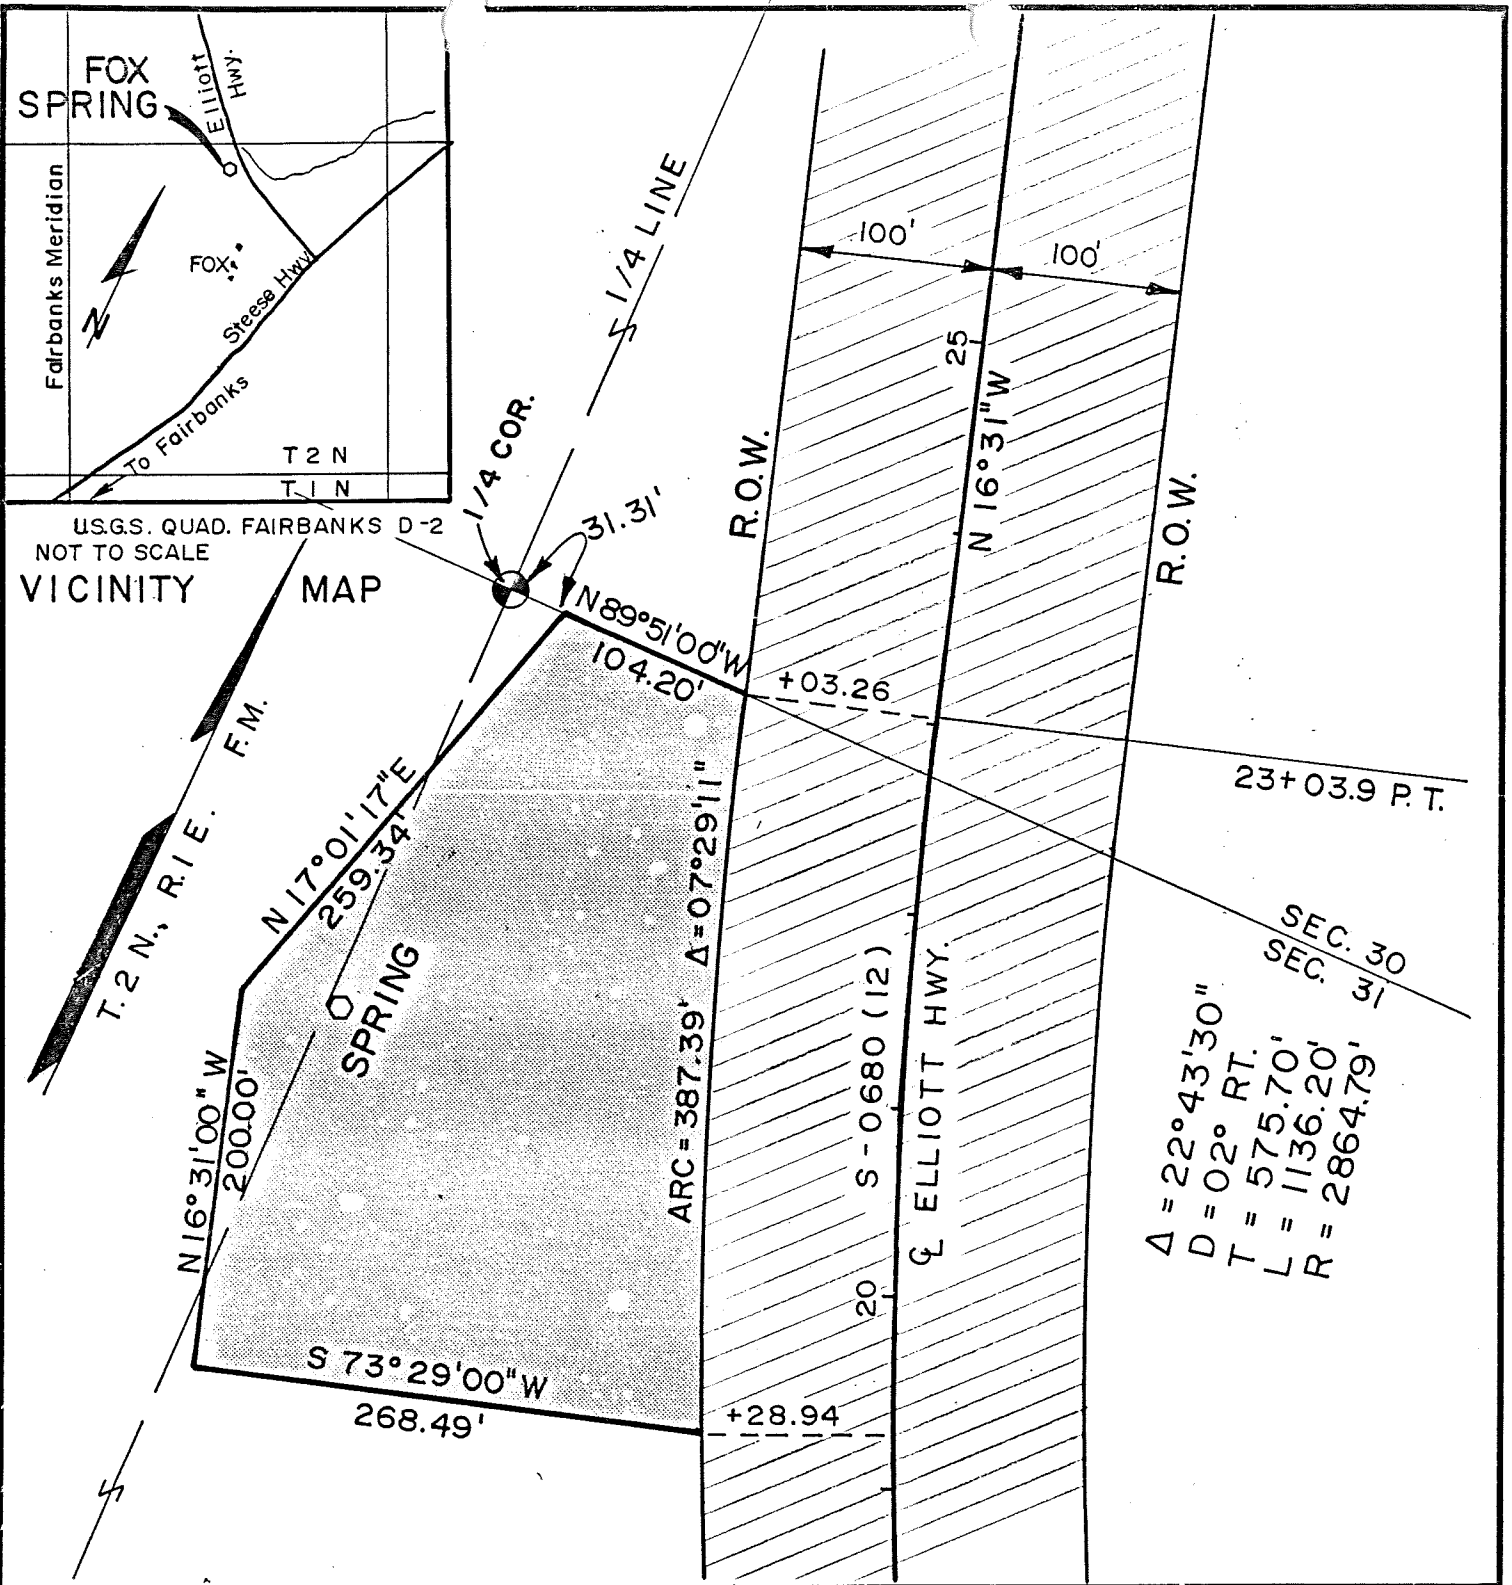 FOX
SPRING
Elliott
Hwy.
Fairbanks Meridian
N
FOX
Steese Hwy
To Fairbanks
T 2 N
T. 1 N
U.S.G.S. QUAD. FAIRBANKS D-2
NOT TO SCALE
VICINITY MAP
1/4 COR.
31.31'
S 1/4 LINE
100'
100'
25
N 16°31"W
R.O.W.
R.O.W.
N 89°51'00"W
104.20'
+03.26
23+03.9 P.T.
F.M.
T. 2 N., R. 1 E.
N 17°01'17"E
259.34'
SPRING
N 16°31'00" W
200.00'
Δ = 07°29'11"
ARC = 387.39'
S - 0680 (12)
℄ ELLIOTT HWY.
20
SEC. 30
SEC. 31
Δ = 22°43'30"
D = 02° RT.
T = 575.70'
L = 1136.20'
R = 2864.79'
S 73°29'00"W
268.49'
+28.94
S